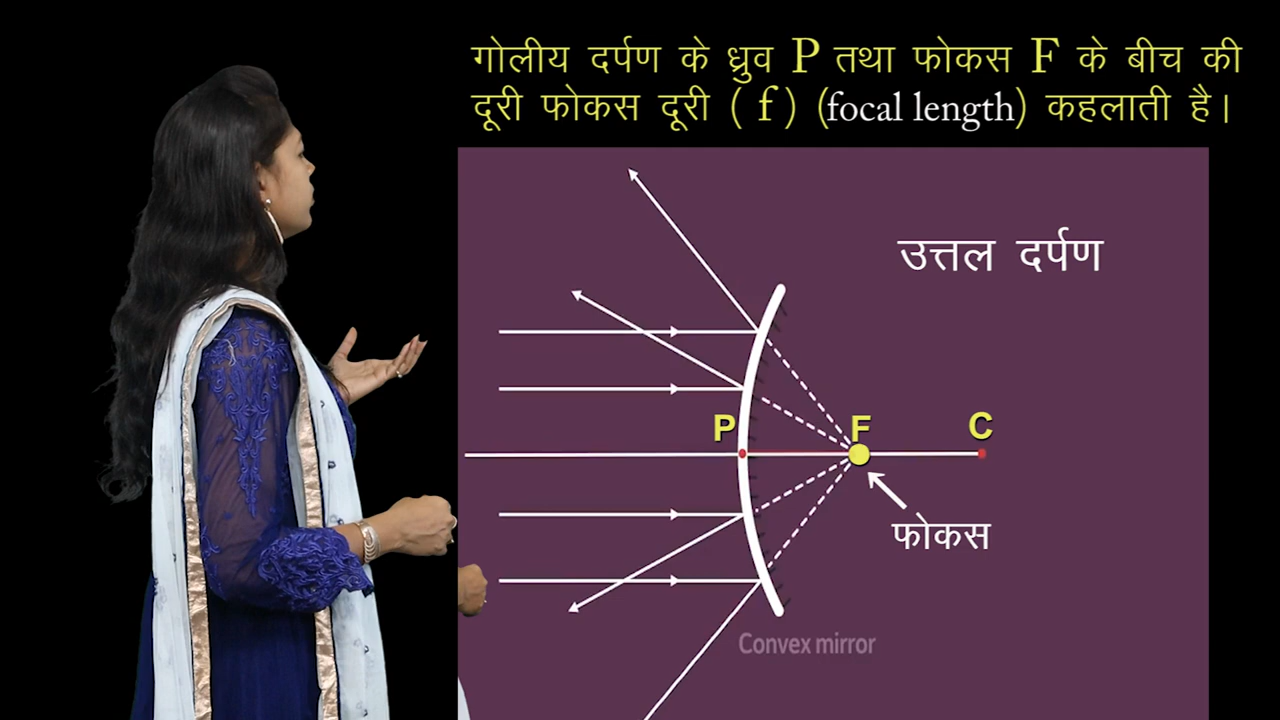 गोलीय दर्पण के ध्रुव P तथा फोकस F के बीच की
दूरी फोकस दूरी ( f ) (focal length) कहलाती है।
उत्तल दर्पण
P
F
C
फोकस
Convex mirror